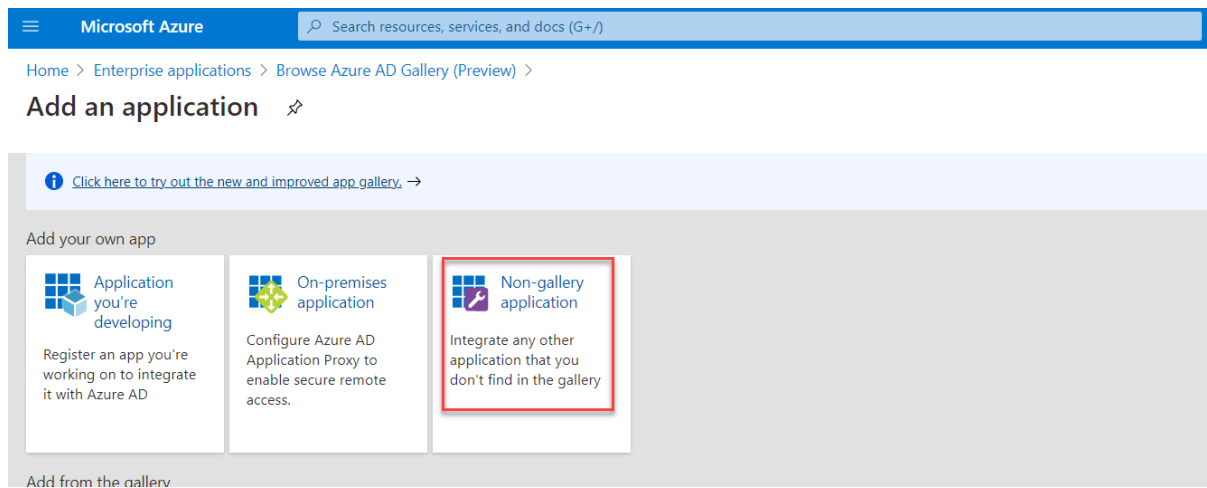 Microsoft Azure
Search resources, services, and docs (G+/)
Home > Enterprise applications > Browse Azure AD Gallery (Preview) >
Add an application
Click here to try out the new and improved app gallery. →
Add your own app
Application
you're
developing
Register an app you're
working on to integrate
it with Azure AD
On-premises
application
Configure Azure AD
Application Proxy to
enable secure remote
access.
Non-gallery
application
Integrate any other
application that you
don't find in the gallery
Add from the gallery